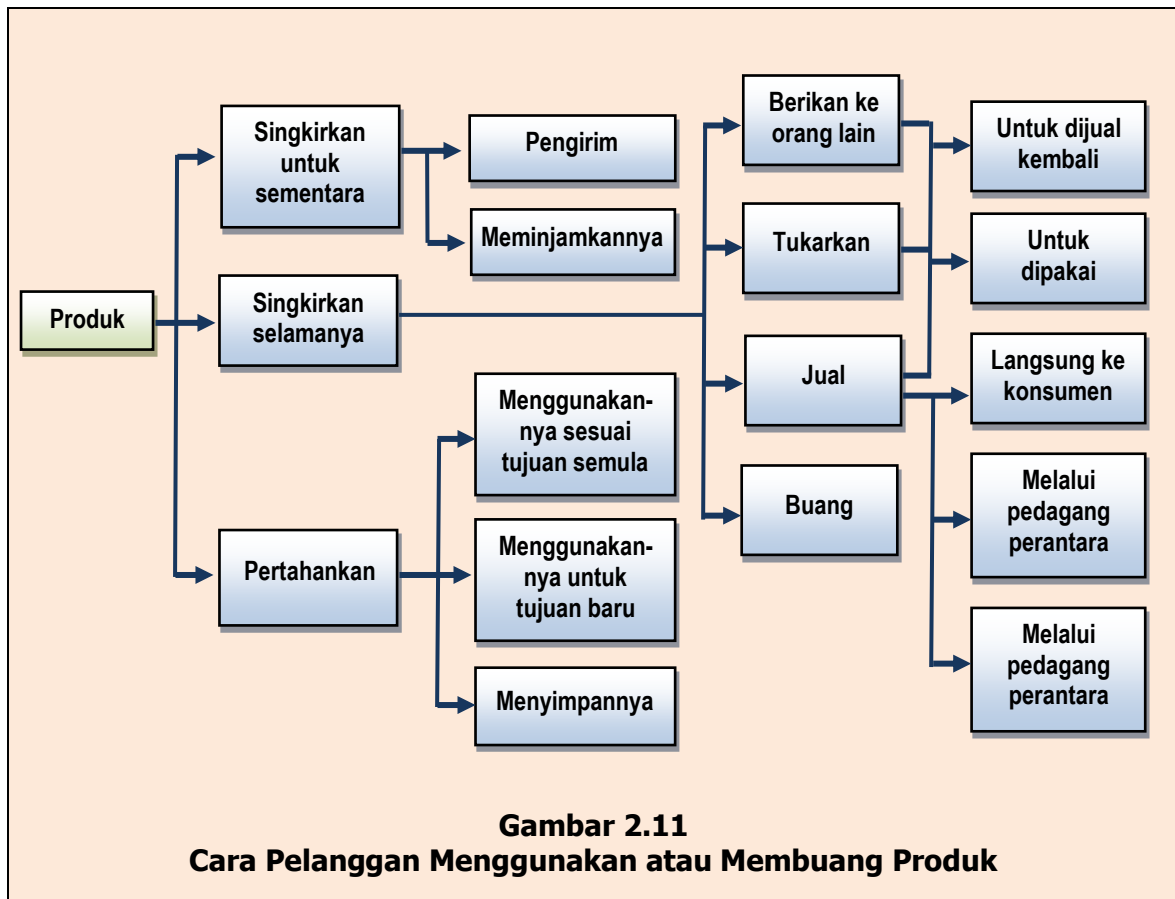 Produk
Singkirkan
untuk
sementara
Pengirim
Meminjamkannya
Singkirkan
selamanya
Berikan ke
orang lain
Tukarkan
Jual
Buang
Untuk dijual
kembali
Untuk
dipakai
Langsung ke
konsumen
Melalui
pedagang
perantara
Melalui
pedagang
perantara
Pertahankan
Menggunakan-
nya sesuai
tujuan semula
Menggunakan-
nya untuk
tujuan baru
Menyimpannya
Gambar 2.11
Cara Pelanggan Menggunakan atau Membuang Produk